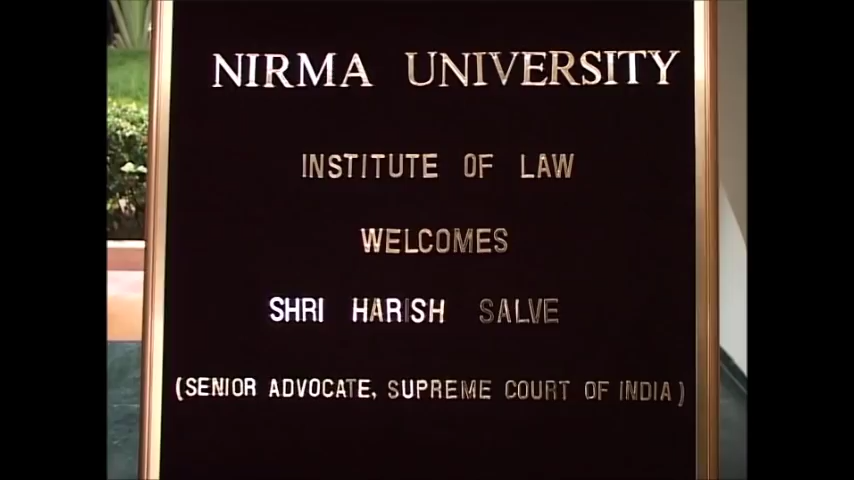 NIRMA UNIVERSITY
INSTITUTE OF LAW
WELCOMES
SHRI HARISH SALVE
(SENIOR ADVOCATE, SUPREME COURT OF INDIA)